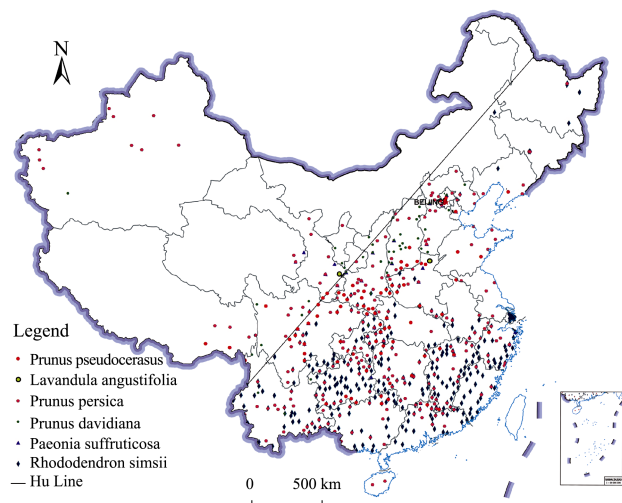 N
BEIJING
Legend
Prunus pseudocerasus
Lavandula angustifolia
Prunus persica
Prunus davidiana
Paeonia suffruticosa
Rhododendron simsii
Hu Line
0 500 km